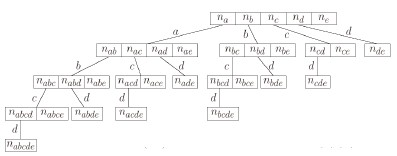 n_a n_b n_c n_d n_e
a b c d
n_ab n_ac n_ad n_ae n_be n_bd n_be n_cd n_ce n_de
b c d c d d
n_abc n_abd n_abe n_acd n_ace n_ade n_bcd n_bce n_bde n_cde
c d d d
n_abcd n_abce n_abde n_acde n_bcde
d
n_abcde